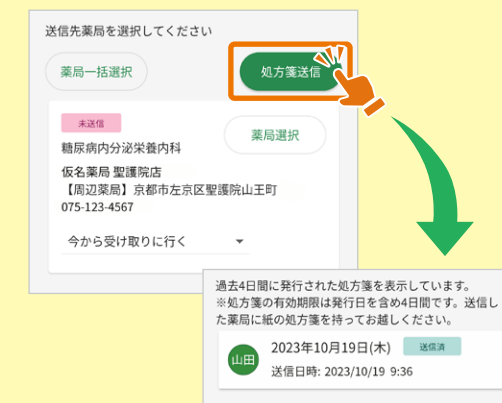 送信先薬局を選択してください
薬局一括選択
処方箋送信
未送信
薬局選択
糖尿病内分泌栄養内科
仮名薬局 聖護院店
【周辺薬局】京都市左京区聖護院山王町
075-123-4567
今から受け取りに行く
過去4日間に発行された処方箋を表示しています。
※処方箋の有効期限は発行日を含め4日間です。送信し
た薬局に紙の処方箋を持ってお越しください。
山田
2023年10月19日(木)
送信済
送信日時: 2023/10/19 9:36